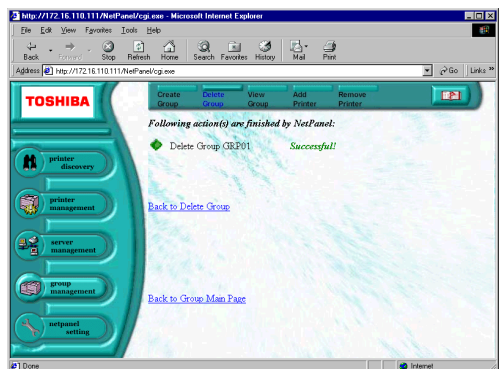 http://172.16.110.111/NetPanel/cgi.exe - Microsoft Internet Explorer
File Edit View Favorites Tools Help
Back Forward Stop Refresh Home Search Favorites History Mail Print
Address http://172.16.110.111/NetPanel/cgi.exe Go Links »
TOSHIBA
Create Group
Delete Group
View Group
Add Printer
Remove Printer
Following action(s) are finished by NetPanel:
Delete Group GRP01 Successful!
printer discovery
printer management
Back to Delete Group
server management
group management
Back to Group Main Page
netpanel setting
Done Internet